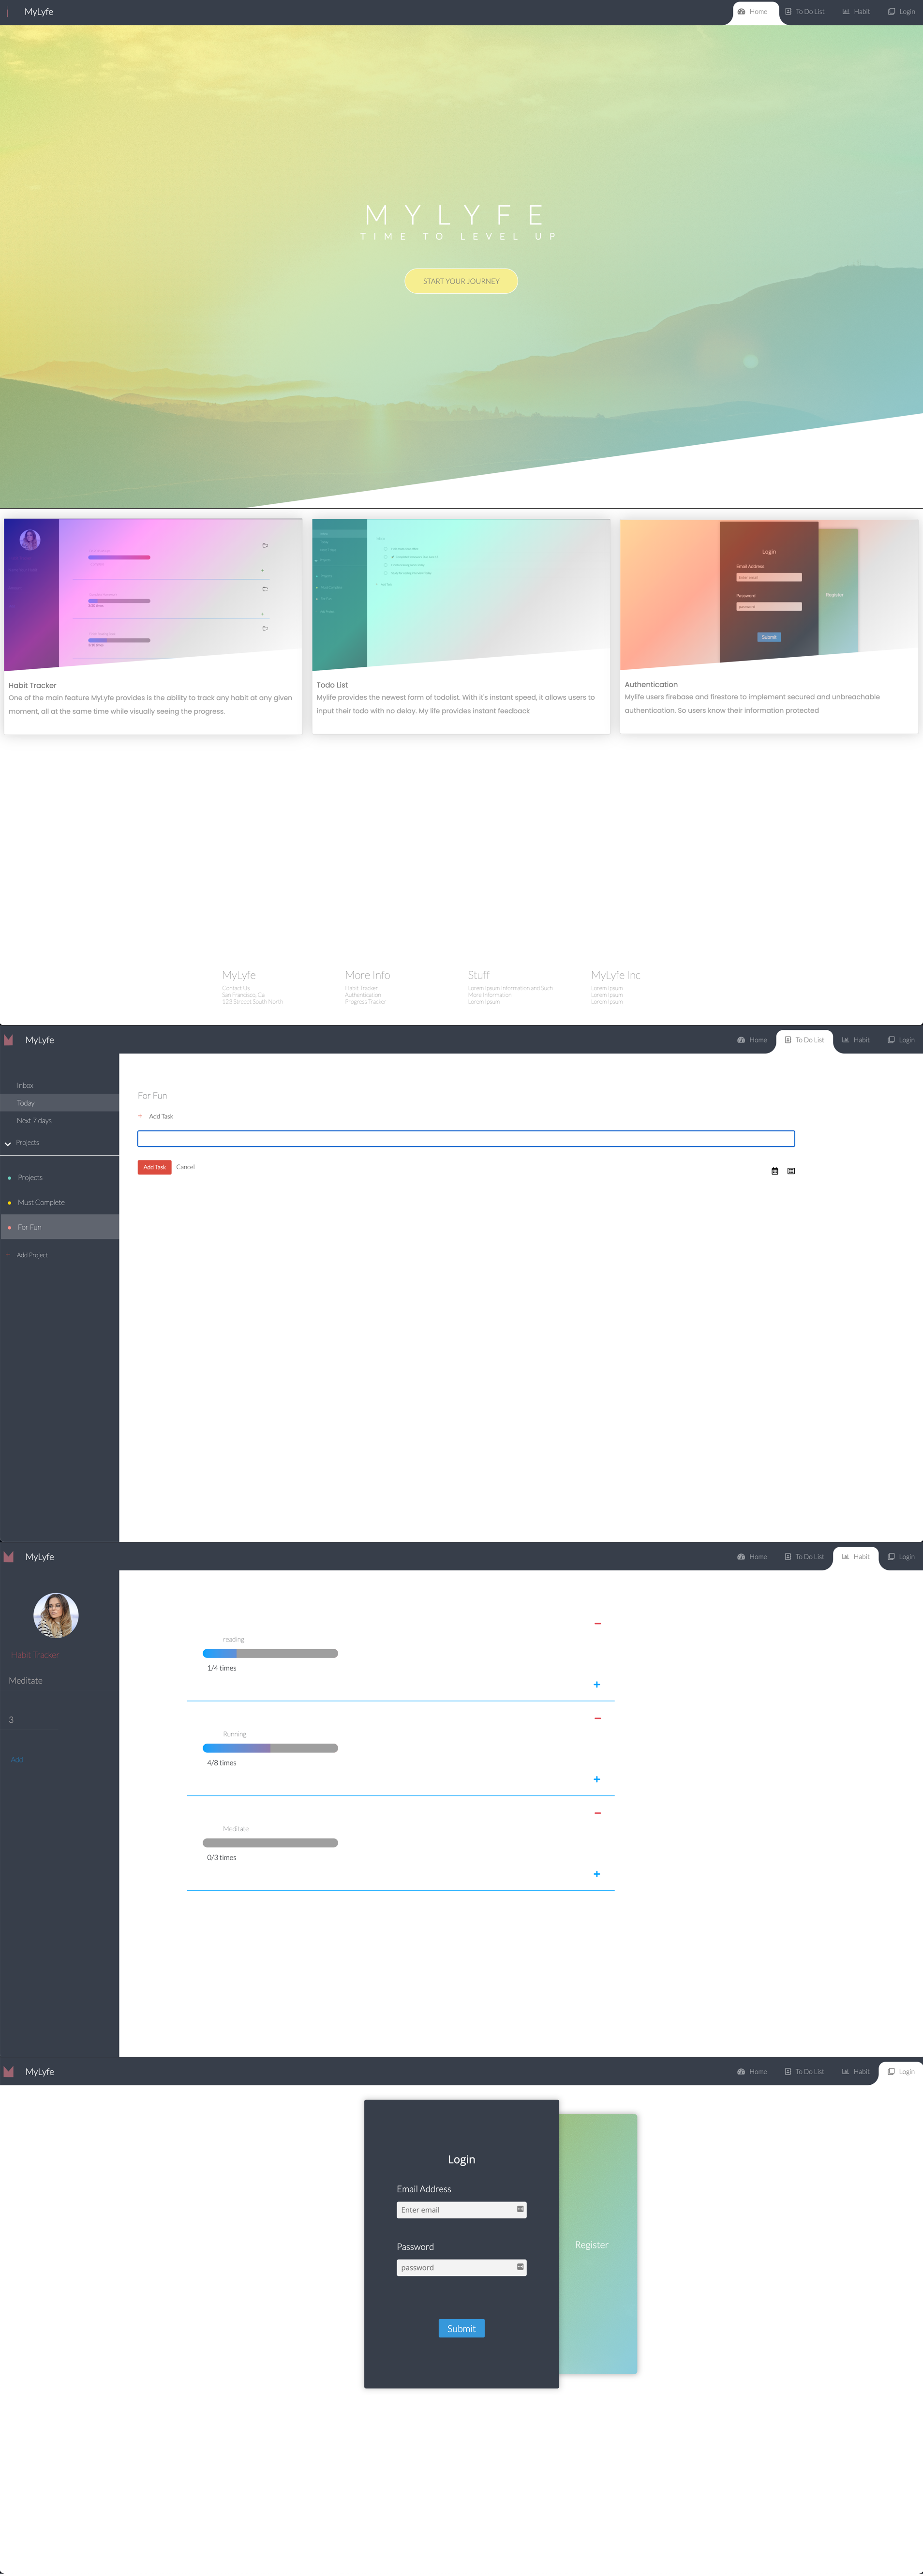 MyLyfe
Home
To Do List
Habit
Login
MYLYFE
TIME TO LEVEL UP
START YOUR JOURNEY
Login
Email Address
Enter email
Password
password
Submit
Register
Habit Tracker
One of the main feature MyLyfe provides is the ability to track any habit at any given
moment, all at the same time while visually seeing the progress.
Todo List
Mylyfe provides the newest form of todolist. With it's instant speed, it allows users to
input their todo with no delay. My life provides instant feedback
Authentication
Mylife users firebase and firestore to implement secured and unbreachable
authentication. So users know their information protected
MyLyfe
Contact Us
San Francisco, Ca
More Info
Habit Tracker
Authentication
Progress Tracker
Stuff
Lorem Ipsum Information and Such
More Information
Lorem Ipsum
MyLyfe Inc
Lorem Ipsum
Lorem Ipsum
Lorem Ipsum
MyLyfe
Home
To Do List
Habit
Login
Inbox
Today
Next 7 days
Projects
Projects
Must Complete
For Fun
Add Project
For Fun
+ Add Task
Add Task
Cancel
MyLyfe
Home
To Do List
Habit
Login
Habit Tracker
Meditate
3
Add
reading
1/4 times
Running
4/8 times
Meditate
0/3 times
MyLyfe
Home
To Do List
Habit
Login
Login
Email Address
Enter email
Password
password
Submit
Register